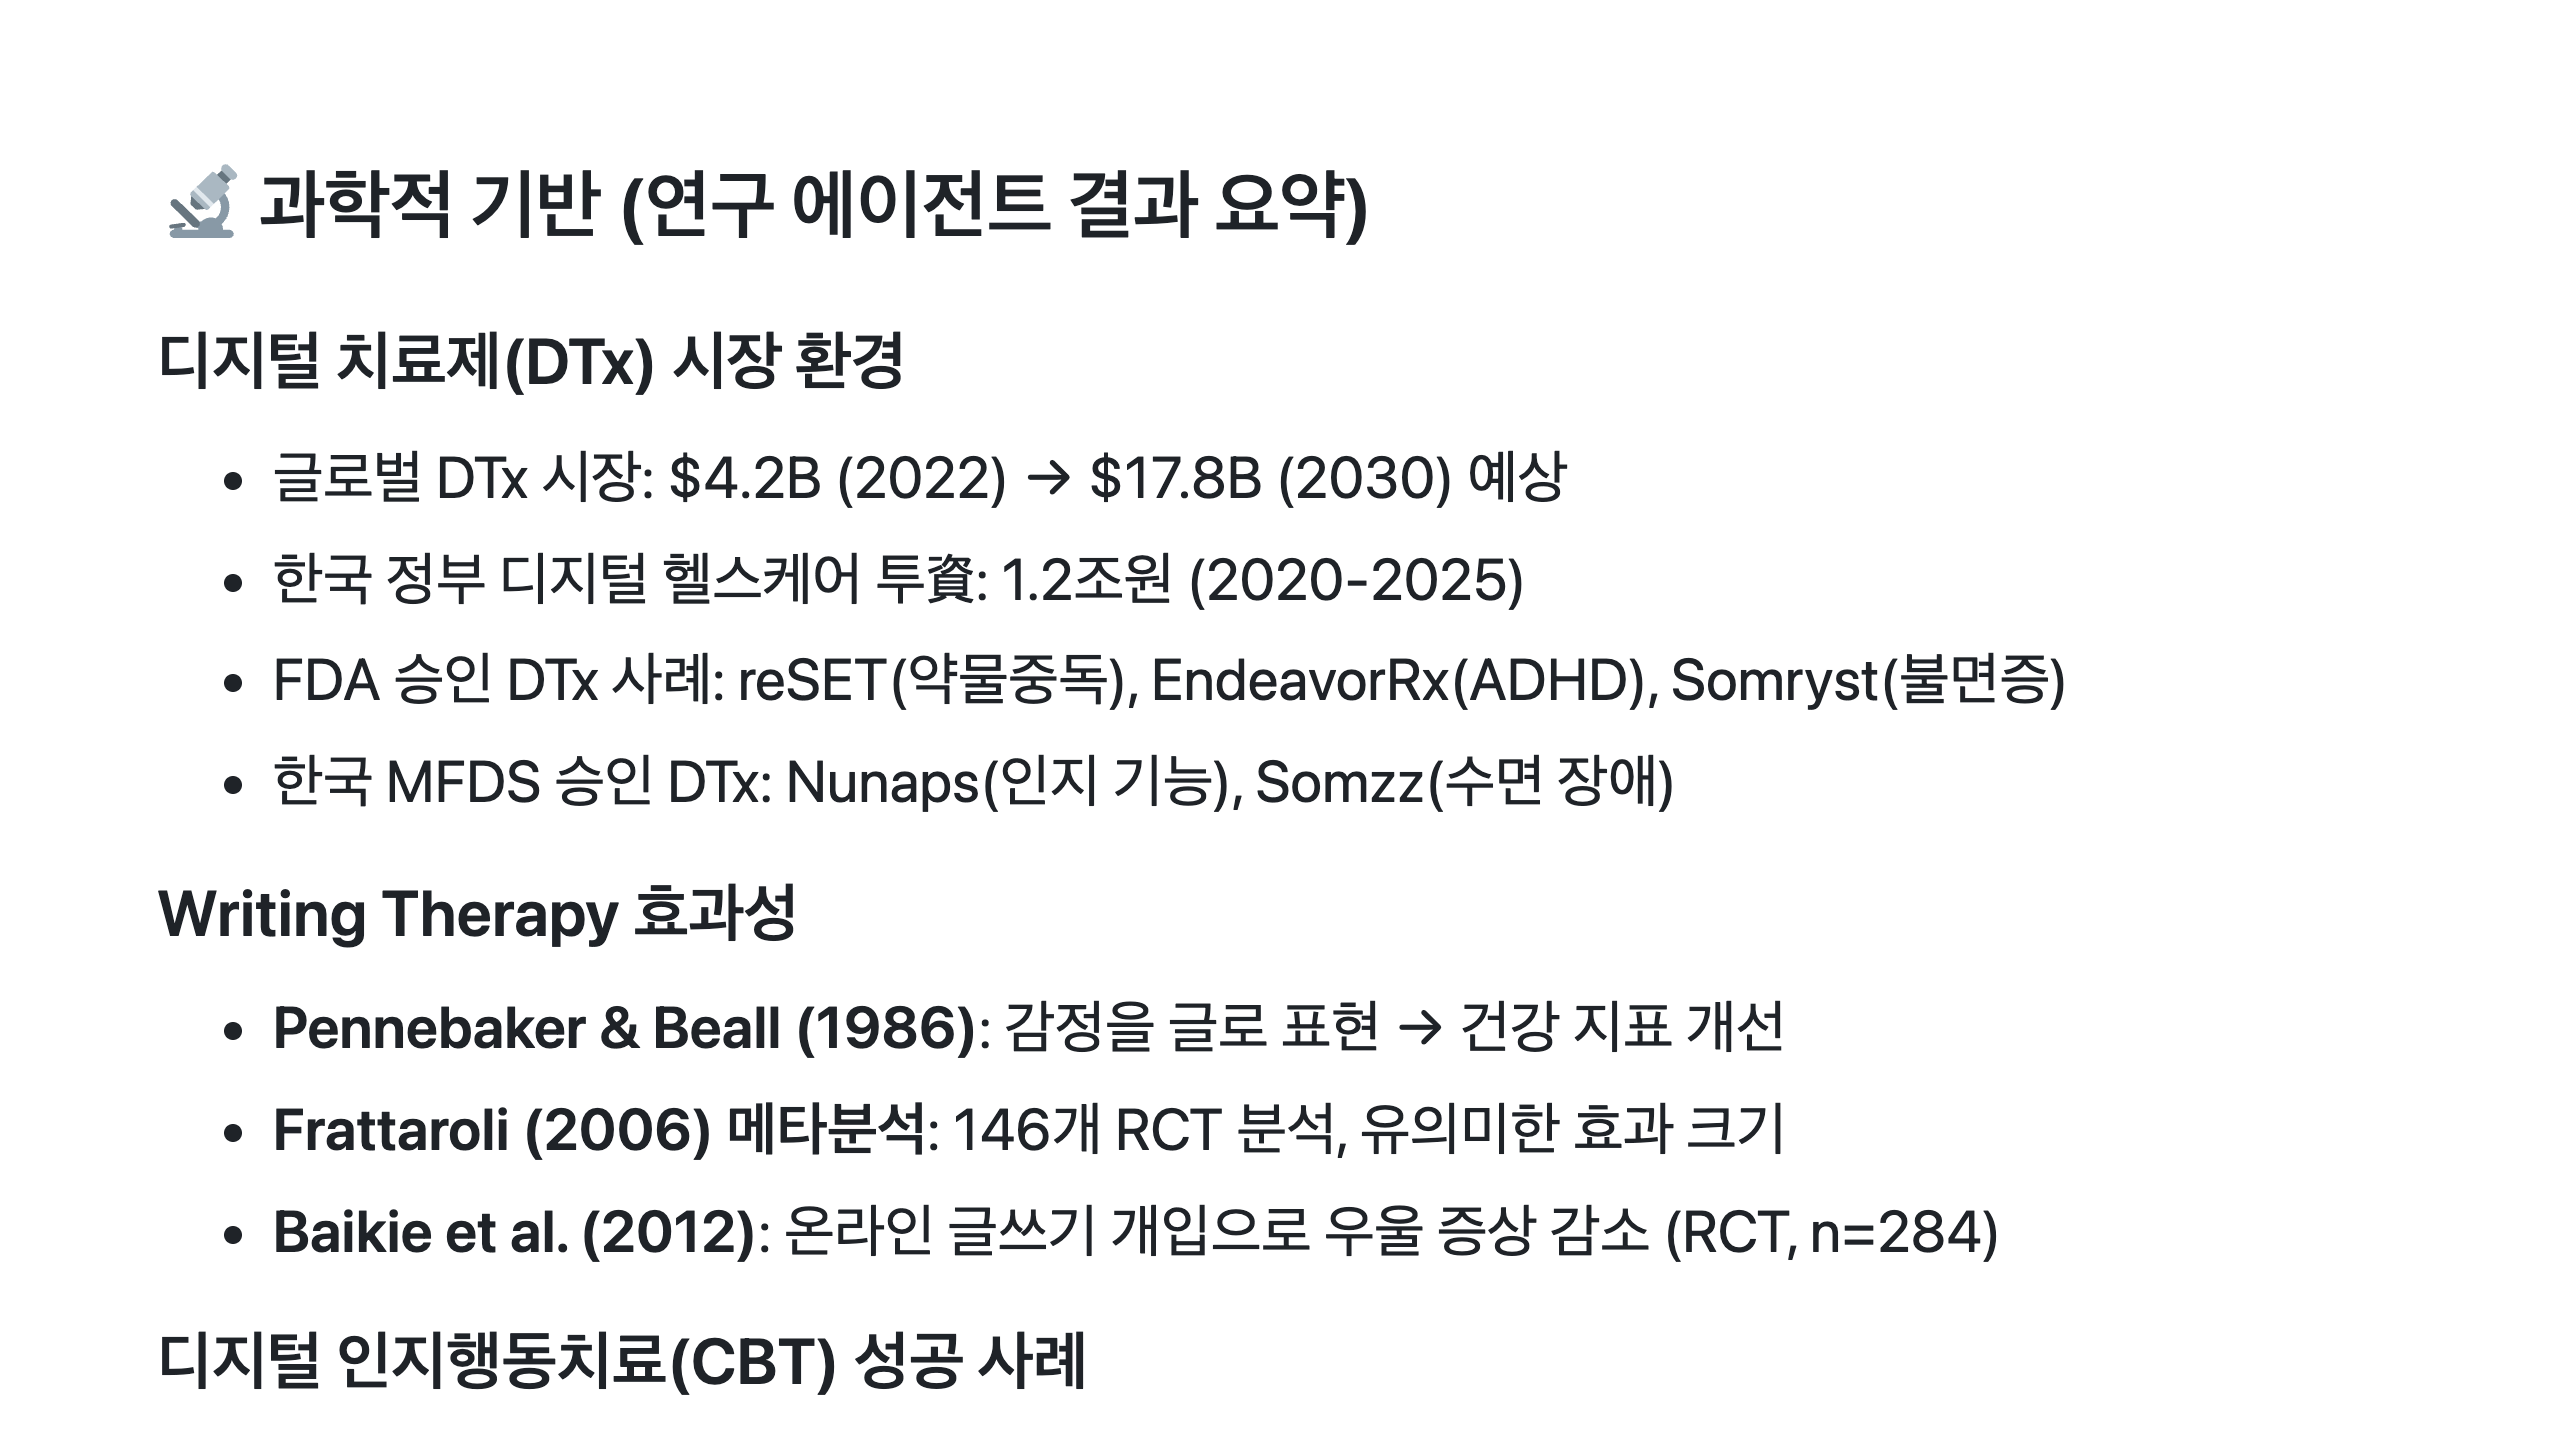 🔬 과학적 기반 (연구 에이전트 결과 요약)
디지털 치료제(DTx) 시장 환경
• 글로벌 DTx 시장: $4.2B (2022) → $17.8B (2030) 예상
• 한국 정부 디지털 헬스케어 투資: 1.2조원 (2020-2025)
• FDA 승인 DTx 사례: reSET(약물중독), EndeavorRx(ADHD), Somryst(불면증)
• 한국 MFDS 승인 DTx: Nunaps(인지 기능), Somzz(수면 장애)
Writing Therapy 효과성
• Pennebaker & Beall (1986): 감정을 글로 표현 → 건강 지표 개선
• Frattaroli (2006) 메타분석: 146개 RCT 분석, 유의미한 효과 크기
• Baikie et al. (2012): 온라인 글쓰기 개입으로 우울 증상 감소 (RCT, n=284)
디지털 인지행동치료(CBT) 성공 사례